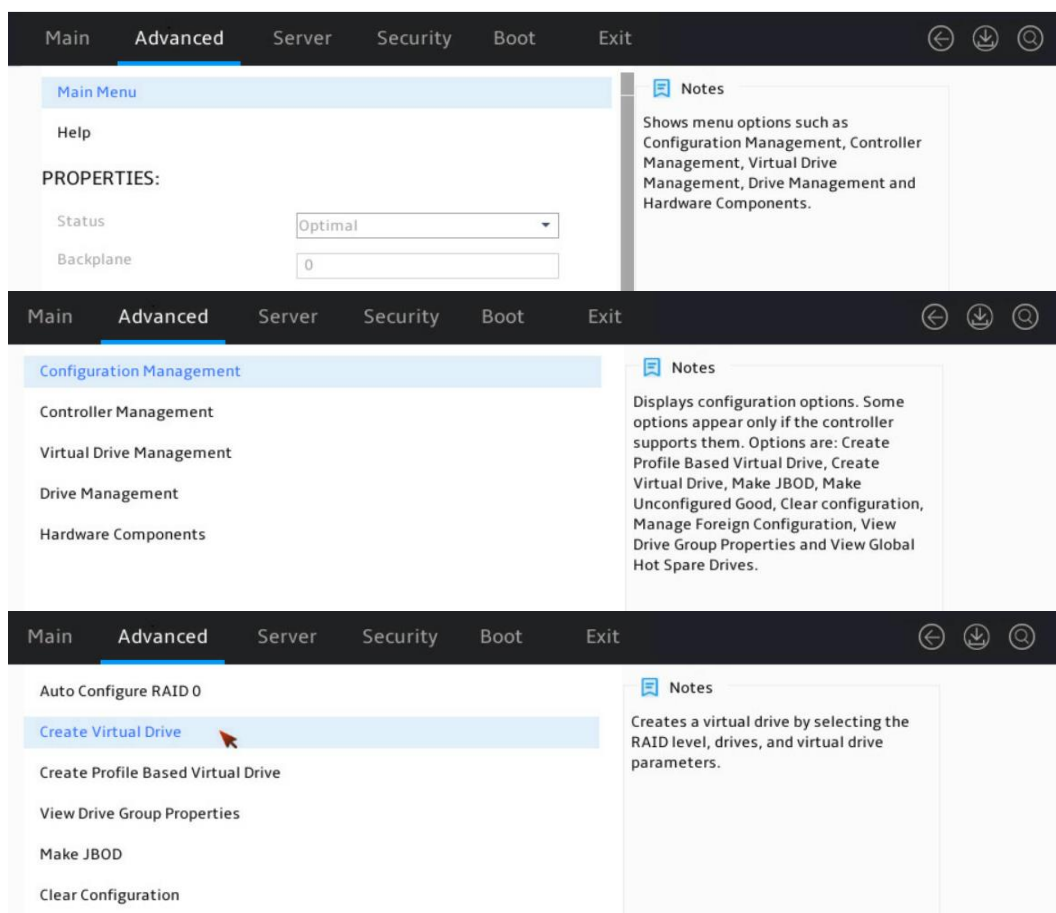 Main Advanced Server Security Boot Exit
Main Menu
Help
PROPERTIES:
Status Optimal
Backplane 0
Notes
Shows menu options such as
Configuration Management, Controller
Management, Virtual Drive
Management, Drive Management and
Hardware Components.
Main Advanced Server Security Boot Exit
Configuration Management
Controller Management
Virtual Drive Management
Drive Management
Hardware Components
Notes
Displays configuration options. Some
options appear only if the controller
supports them. Options are: Create
Profile Based Virtual Drive, Create
Virtual Drive, Make JBOD, Make
Unconfigured Good, Clear configuration,
Manage Foreign Configuration, View
Drive Group Properties and View Global
Hot Spare Drives.
Main Advanced Server Security Boot Exit
Auto Configure RAID 0
Create Virtual Drive
Create Profile Based Virtual Drive
View Drive Group Properties
Make JBOD
Clear Configuration
Notes
Creates a virtual drive by selecting the
RAID level, drives, and virtual drive
parameters.